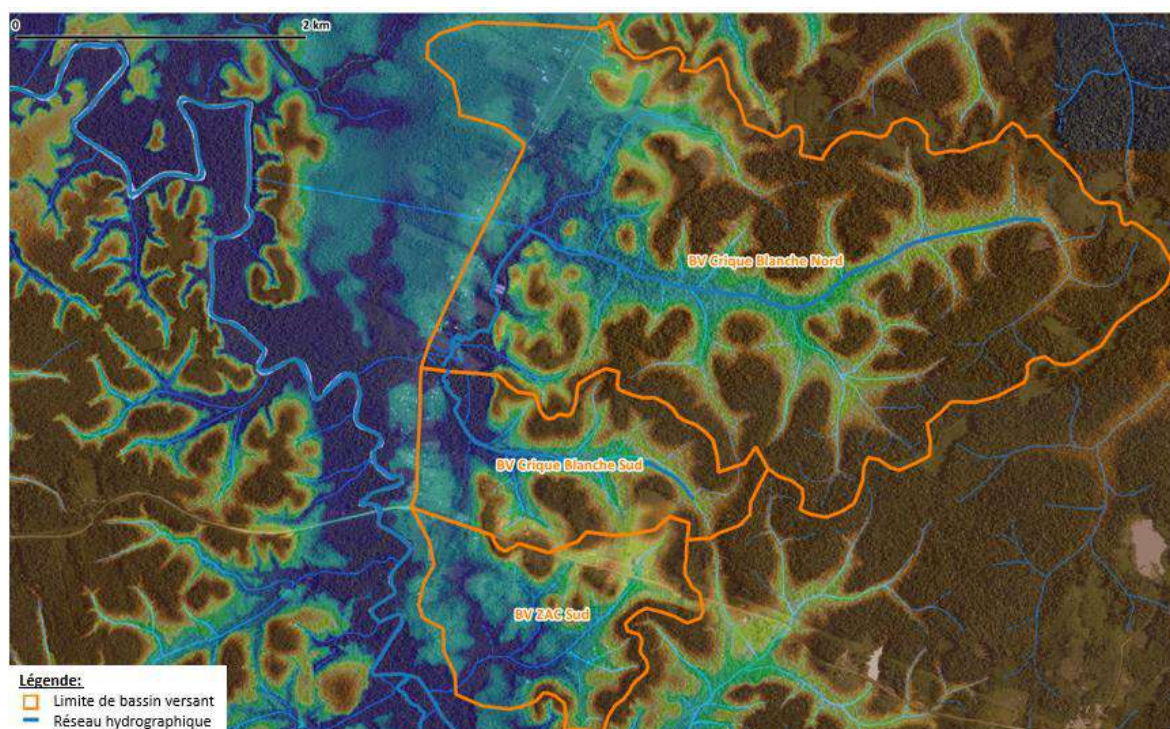 0 2 km
BV Crique Blanche Nord
BV Crique Blanche Sud
BV ZAC Sud
Légende:
Limite de bassin versant
Réseau hydrographique